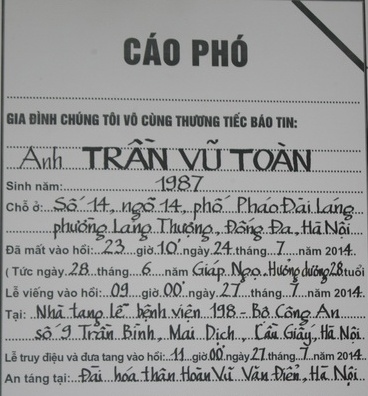 CÁO PHÓ
GIA ĐÌNH CHÚNG TÔI VÔ CÙNG THƯƠNG TIẾC BÁO TIN:
Anh TRẦN VŨ TOÀN
Sinh năm: 1987
Chỗ ở: Số 14, ngõ 14, phố Pháo Đài Láng
phường Láng Thượng, Đống Đa, Hà Nội
Đã mất vào hồi: 23 giờ 10' ngày 24 tháng 7 năm 2014
(Tức ngày 28 tháng 6 năm Giáp Ngọ, Hưởng dương 28 tuổi
Lễ viếng vào hồi: 09 giờ 00' ngày 27 tháng 7 năm 2014.
Tại: Nhà tang lễ bệnh viện 198 - Bộ Công An
số 9 Trần Bình, Mai Dịch, Cầu Giấy, Hà Nội
Lễ truy điệu và đưa tang vào hồi: 11 giờ 00' ngày 27 tháng 7 năm 2014
An táng tại: Đài hóa thân Hoàn Vũ Văn Điển, Hà Nội.